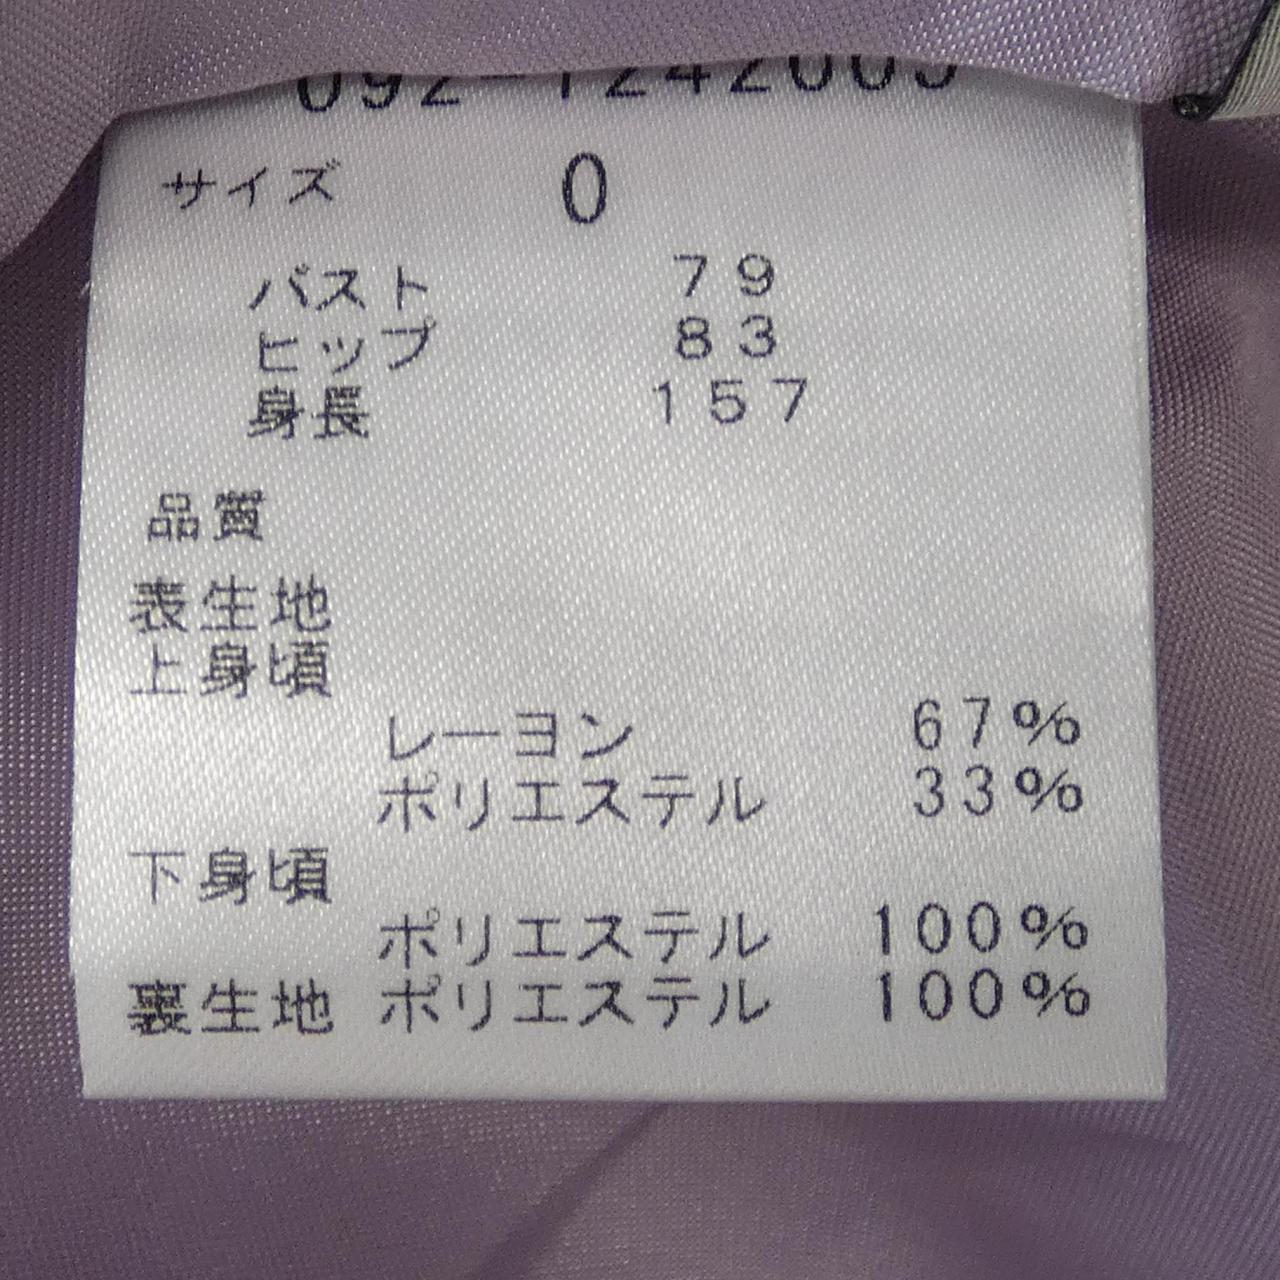 092-1242003
サイズ 0
バスト 79
ヒップ 83
身長 157
品質
表生地
上身頃
レーヨン 67%
ポリエステル 33%
下身頃
ポリエステル 100%
裏生地 ポリエステル 100%